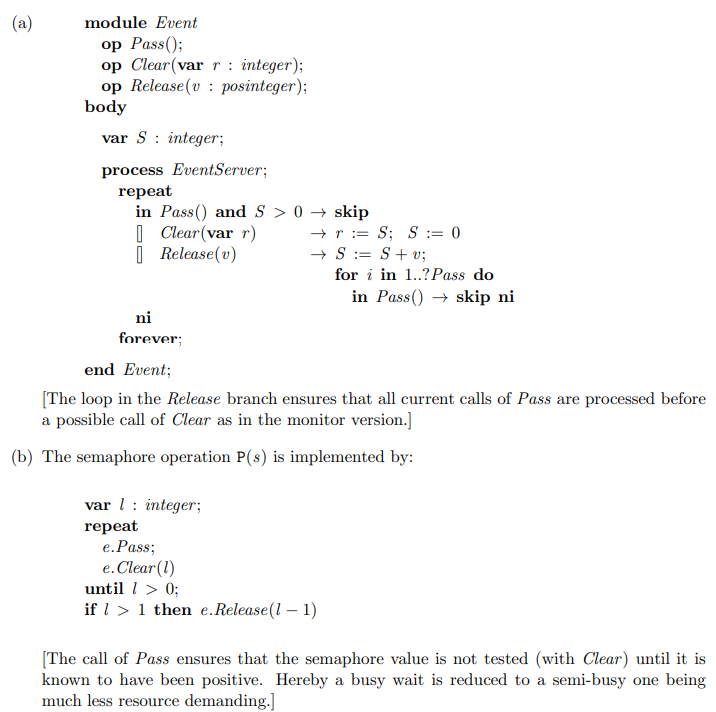 (a) module Event
op Pass();
op Clear(var r : integer);
op Release(v : posinteger);
body
var S : integer;
process EventServer;
repeat
in Pass() and S > 0 → skip
[] Clear(var r) → r := S; S := 0
[] Release(v) → S := S + v;
for i in 1..?Pass do
in Pass() → skip ni
ni
forever;
end Event;
[The loop in the Release branch ensures that all current calls of Pass are processed before
a possible call of Clear as in the monitor version.]
(b) The semaphore operation P(s) is implemented by:
var l : integer;
repeat
e.Pass;
e.Clear(l)
until l > 0;
if l > 1 then e.Release(l − 1)
[The call of Pass ensures that the semaphore value is not tested (with Clear) until it is
known to have been positive. Hereby a busy wait is reduced to a semi-busy one being
much less resource demanding.]